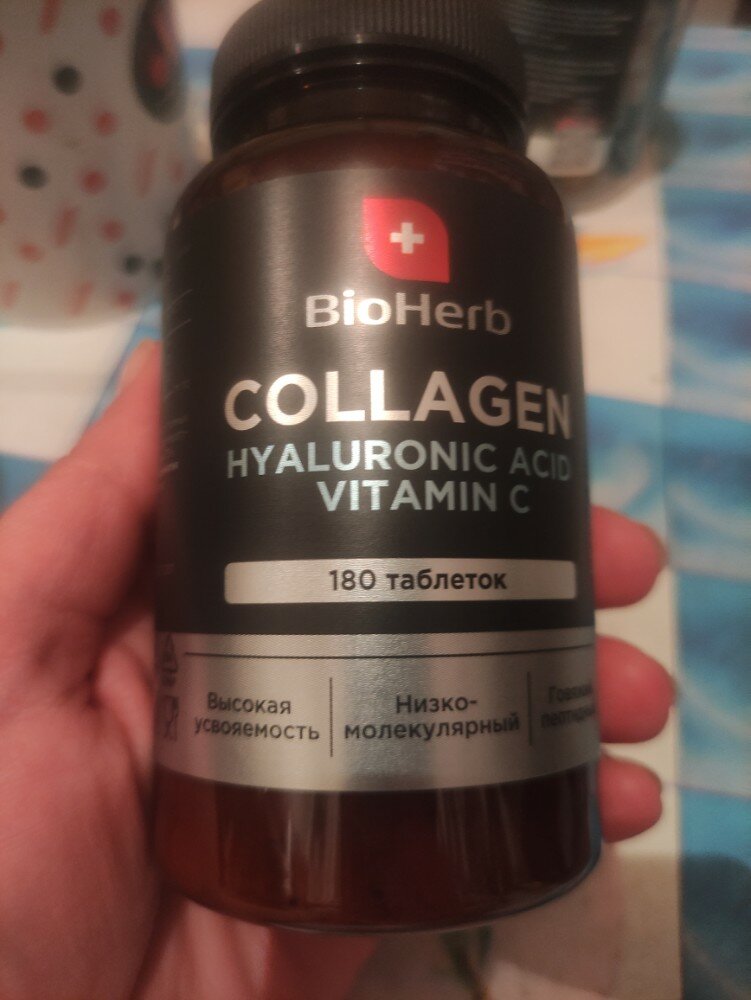 BioHerb
COLLAGEN
HYALURONIC ACID
VITAMIN C
180 таблеток
Высокая
усвояемость
Низко-
молекулярный